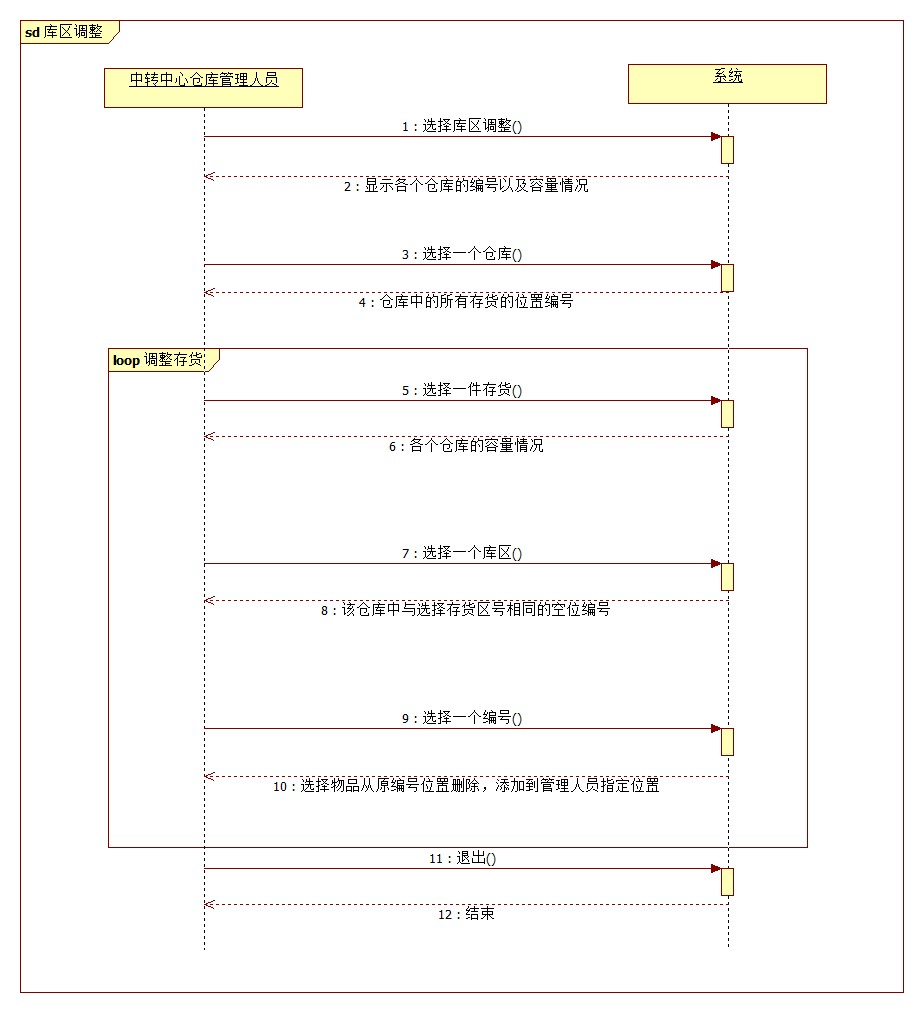 sd 库区调整
中转中心仓库管理人员
系统
1 : 选择库区调整()
2 : 显示各个仓库的编号以及容量情况
3 : 选择一个仓库()
4 : 仓库中的所有存货的位置编号
loop 调整存货
5 : 选择一件存货()
6 : 各个仓库的容量情况
7 : 选择一个库区()
8 : 该仓库中与选择存货区号相同的空位编号
9 : 选择一个编号()
10 : 选择物品从原编号位置删除，添加到管理人员指定位置
11 : 退出()
12 : 结束